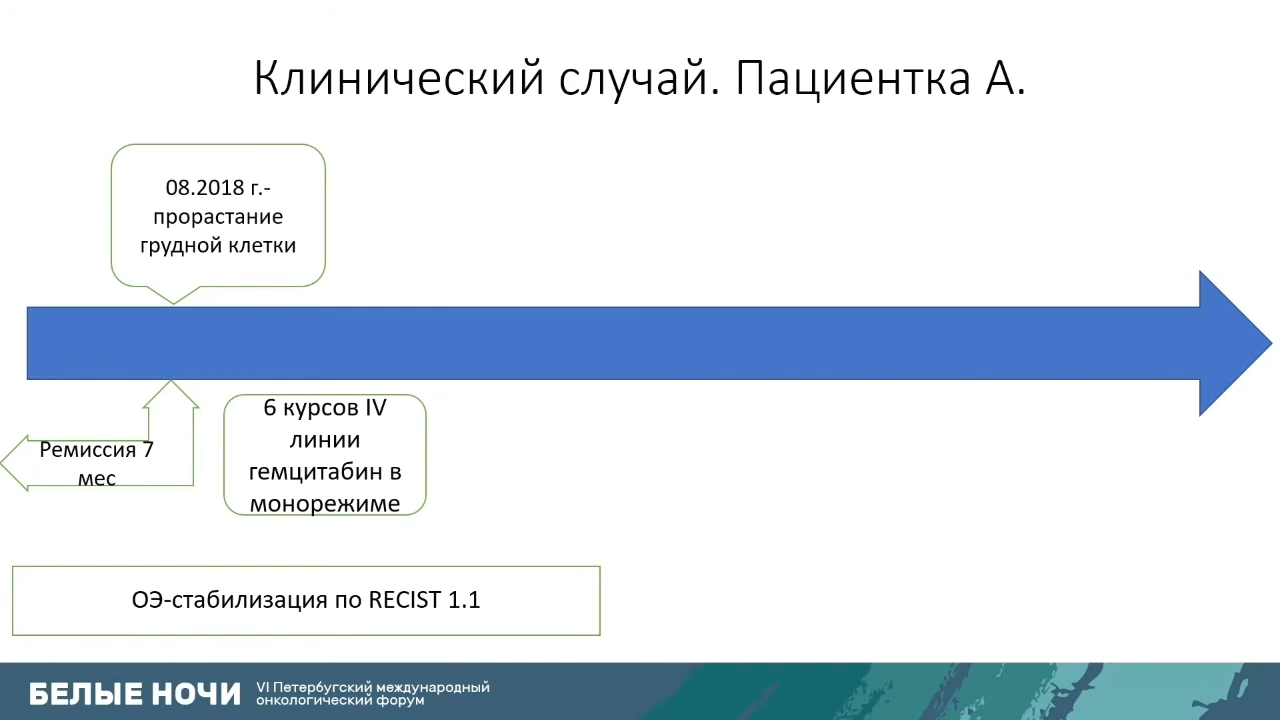 Клинический случай. Пациентка А.
08.2018 г.-
прорастание
грудной клетки
Ремиссия 7
мес
6 курсов IV
линии
гемцитабин в
монорежиме
ОЭ-стабилизация по RECIST 1.1
БЕЛЫЕ НОЧИ
VI Петербургский международный
онкологический форум